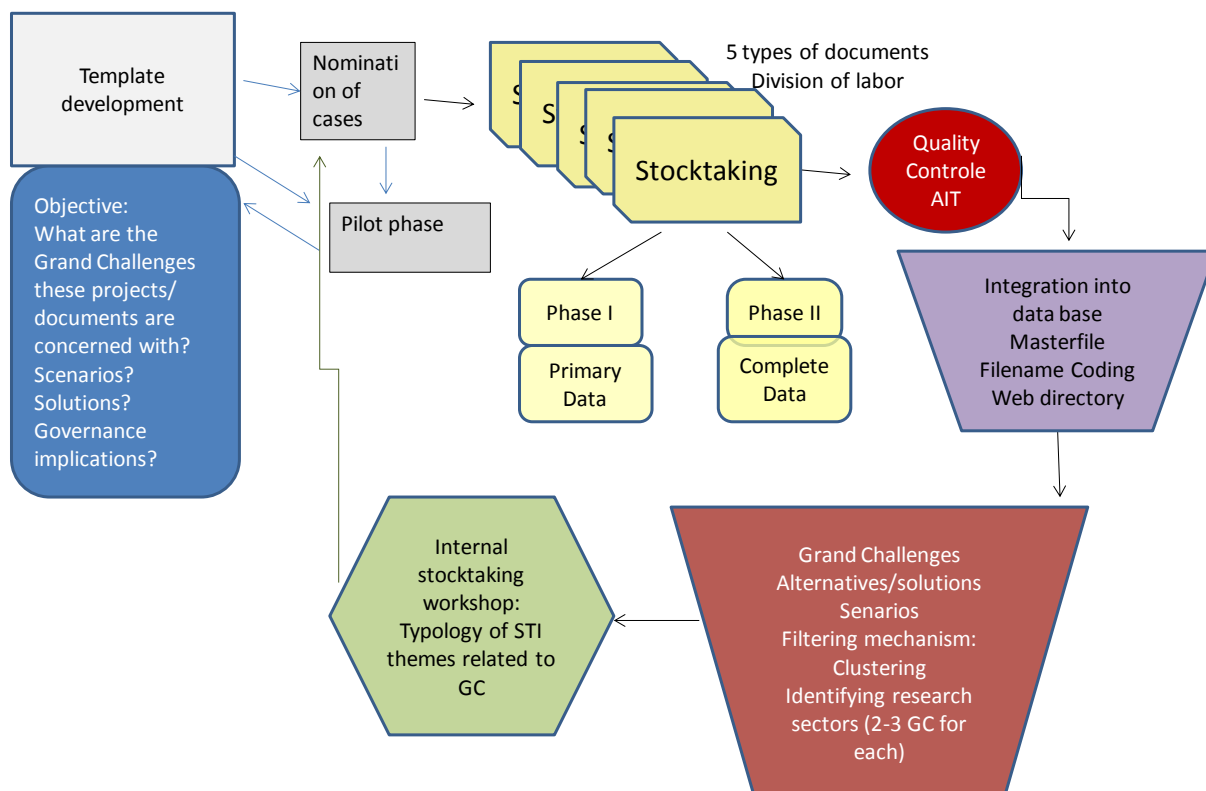 Template
development
Objective:
What are the
Grand Challenges
these projects/
documents are
concerned with?
Scenarios?
Solutions?
Governance
implications?
Nominati
on of
cases
Pilot phase
5 types of documents
Division of labor
S
S
S
S
Stocktaking
Phase I
Primary
Data
Phase II
Complete
Data
Quality
Controle
AIT
Integration into
data base
Masterfile
Filename Coding
Web directory
Grand Challenges
Alternatives/solutions
Senarios
Filtering mechanism:
Clustering
Identifying research
sectors (2-3 GC for
each)
Internal
stocktaking
workshop:
Typology of STI
themes related to
GC